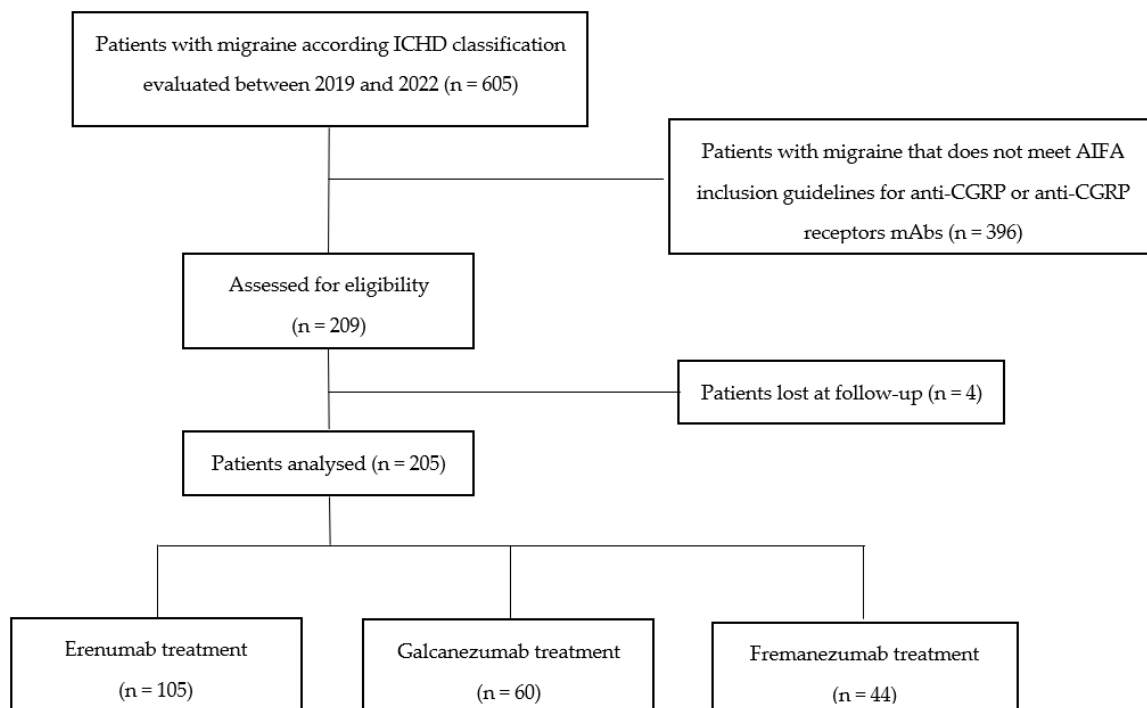 Patients with migraine according ICHD classification
evaluated between 2019 and 2022 (n = 605)
Patients with migraine that does not meet AIFA
inclusion guidelines for anti-CGRP or anti-CGRP
receptors mAbs (n = 396)
Assessed for eligibility
(n = 209)
Patients lost at follow-up (n = 4)
Patients analysed (n = 205)
Erenumab treatment
(n = 105)
Galcanezumab treatment
(n = 60)
Fremanezumab treatment
(n = 44)